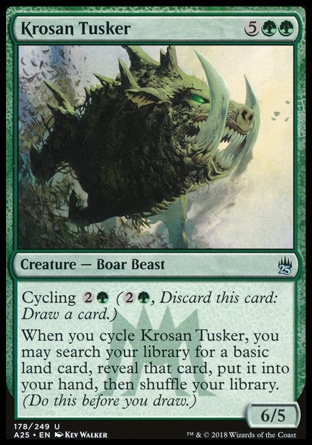 Krosan Tusker 5
Creature — Boar Beast
Cycling 2 ( 2 , Discard this card:
Draw a card.)
When you cycle Krosan Tusker, you
may search your library for a basic
land card, reveal that card, put it into
your hand, then shuffle your library.
(Do this before you draw.)
6/5
178/249 U
A25 • EN Kev Walker ™ & © 2018 Wizards of the Coast